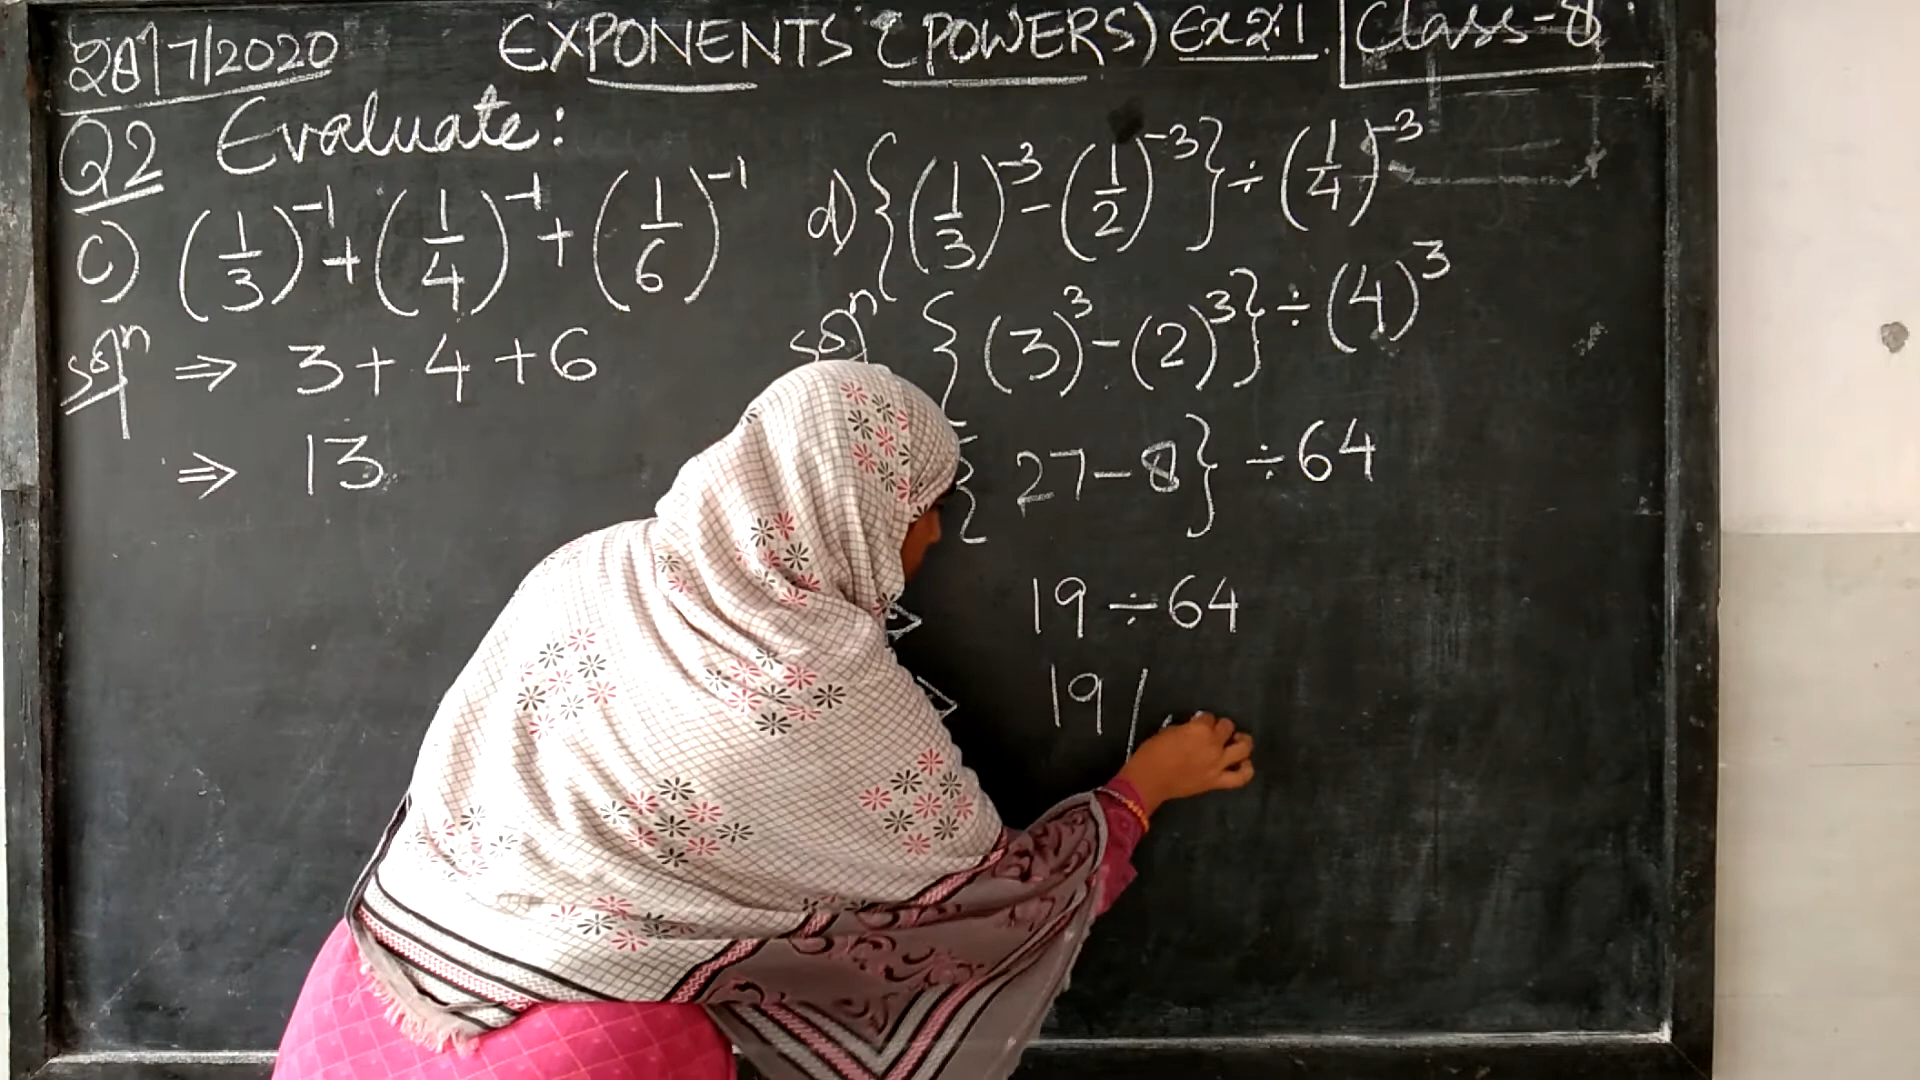 28/7/2020 EXPONENTS (POWERS) Ex 2.1. Class-8
Q2 Evaluate:
c) (1/3)⁻¹ + (1/4)⁻¹ + (1/6)⁻¹
solⁿ ⇒ 3+4+6
⇒ 13
d) {(1/3)⁻³ - (1/2)⁻³} ÷ (1/4)⁻³
solⁿ {(3)³ - (2)³} ÷ (4)³
{27-8} ÷ 64
19 ÷ 64
19 /